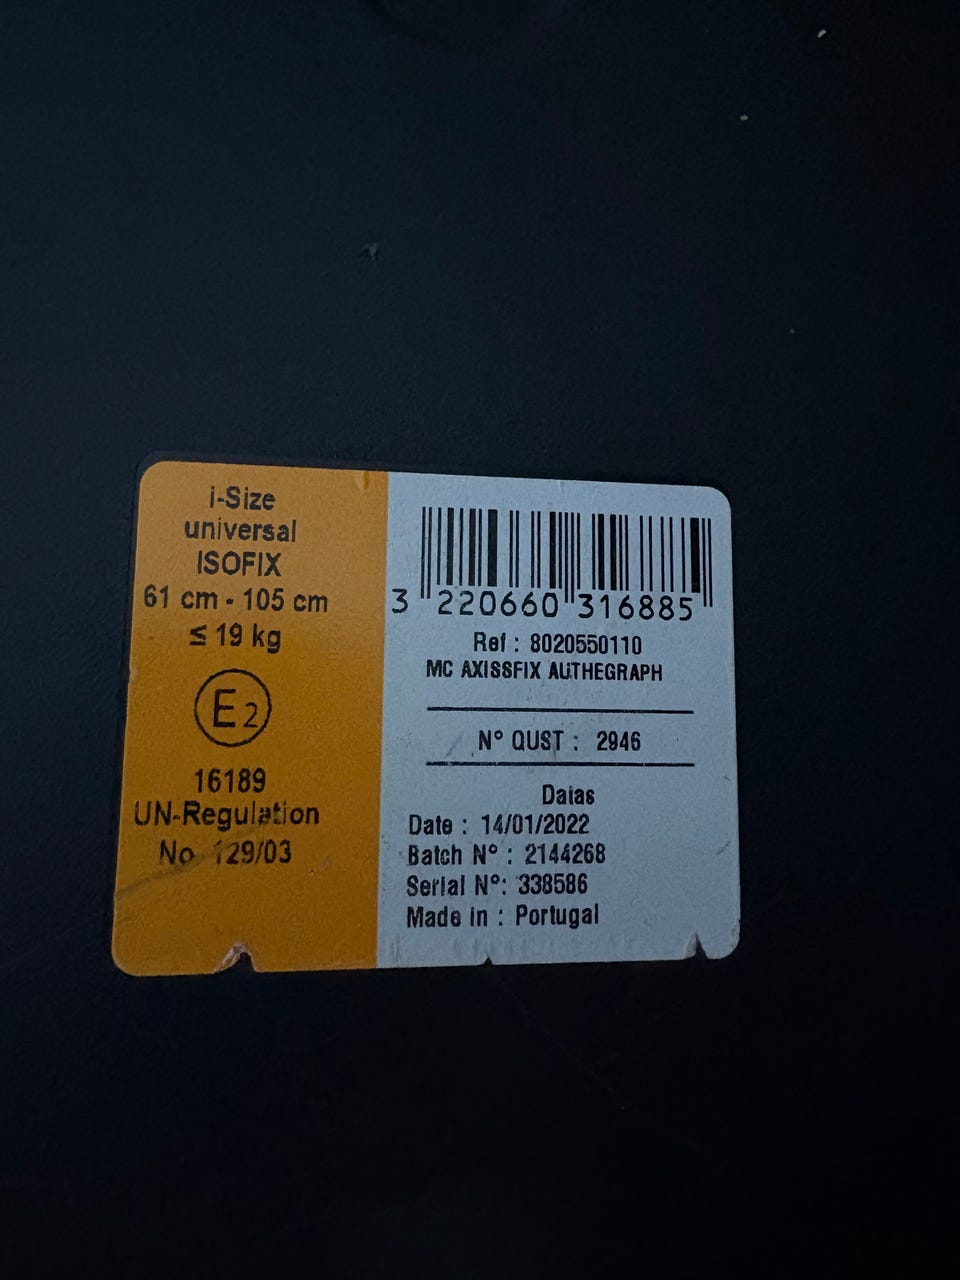 i-Size
universal
ISOFIX
61 cm - 105 cm
≤ 19 kg
E2
16189
UN-Regulation
No 129/03
3 220660 316885
Ref : 8020550110
MC AXISSFIX AUTHEGRAPH
N° QUST : 2946
Datas
Date : 14/01/2022
Batch N° : 2144268
Serial N°: 338586
Made in : Portugal